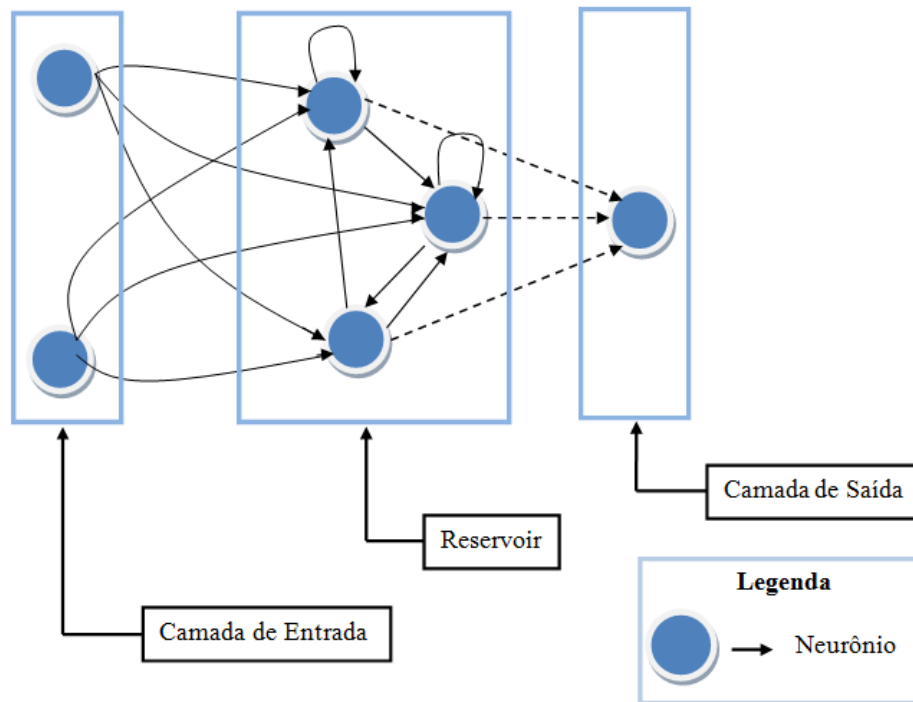 Camada de Saída
Reservoir
Camada de Entrada
Legenda
Neurônio